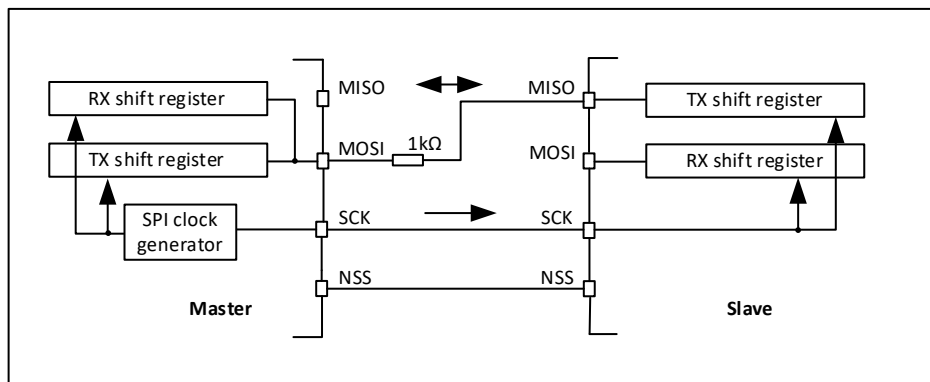 MISO
MISO
RX shift register
TX shift register
TX shift register
MOSI
1kΩ
MOSI
RX shift register
SPI clock
generator
SCK
SCK
NSS
NSS
Master
Slave